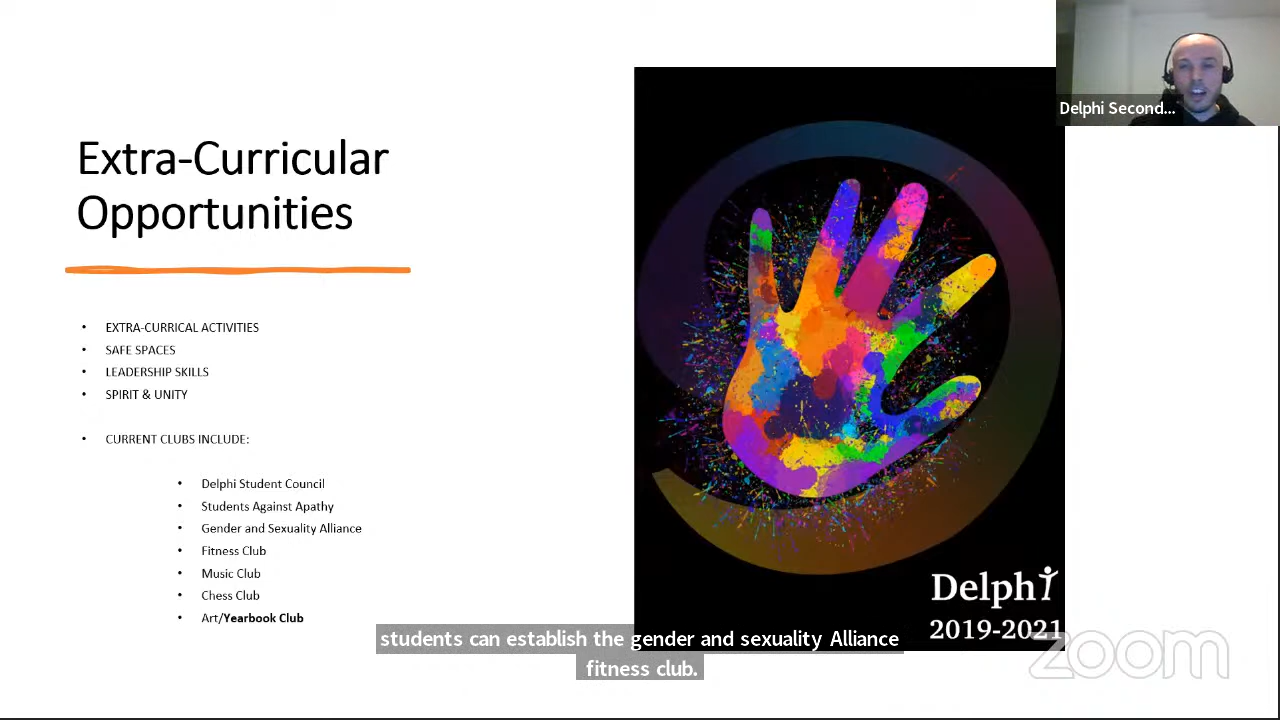 Extra-Curricular
Opportunities
• EXTRA-CURRICAL ACTIVITIES
• SAFE SPACES
• LEADERSHIP SKILLS
• SPIRIT & UNITY
• CURRENT CLUBS INCLUDE:
• Delphi Student Council
• Students Against Apathy
• Gender and Sexuality Alliance
• Fitness Club
• Music Club
• Chess Club
• Art/Yearbook Club
Delphi
2019-2021
Delphi Second...
students can establish the gender and sexuality Alliance
fitness club.
zoom